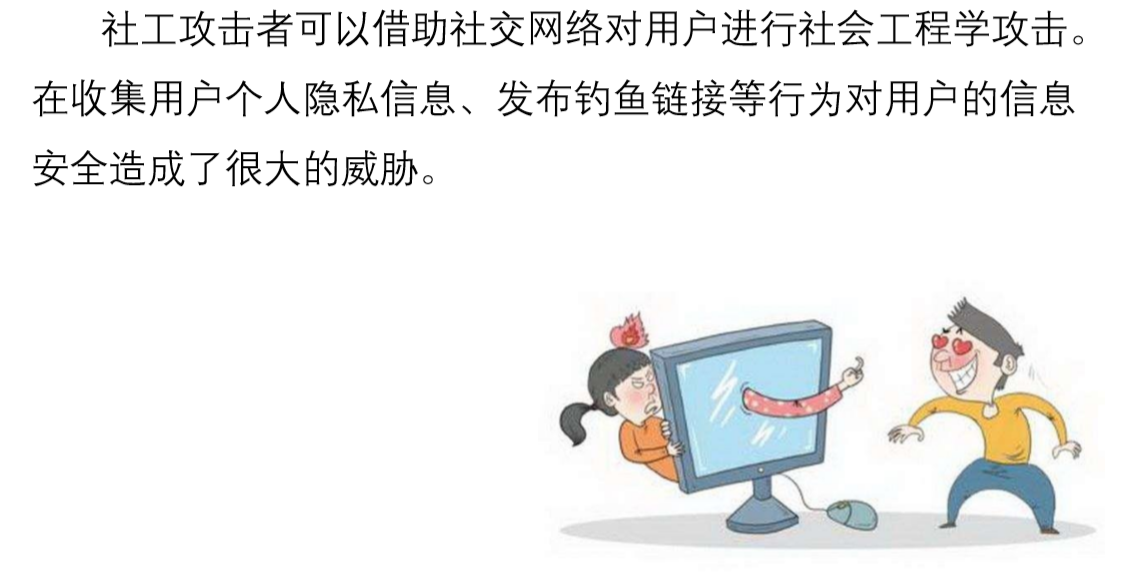 社工攻击者可以借助社交网络对用户进行社会工程学攻击。
在收集用户个人隐私信息、发布钓鱼链接等行为对用户的信息
安全造成了很大的威胁。